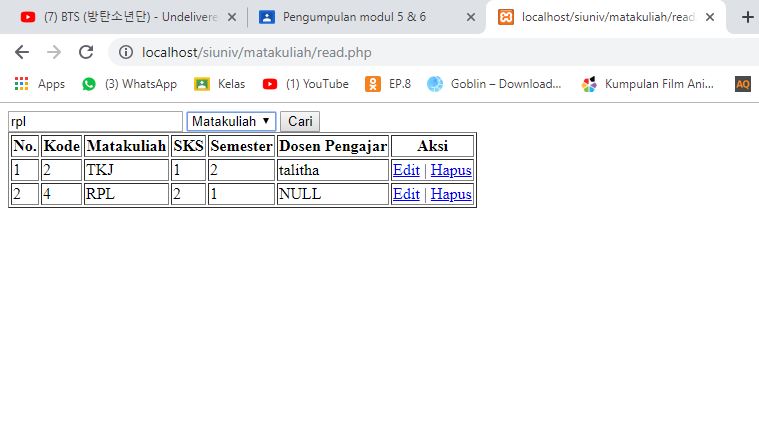 (7) BTS (방탄소년단) - Undelivere Pengumpulan modul 5 & 6 localhost/siuniv/matakuliah/read
localhost/siuniv/matakuliah/read.php
Apps (3) WhatsApp Kelas (1) YouTube EP.8 Goblin – Download... Kumpulan Film Ani... AQ
rpl Matakuliah Cari
No. Kode Matakuliah SKS Semester Dosen Pengajar Aksi
1 2 TKJ 1 2 talitha Edit | Hapus
2 4 RPL 2 1 NULL Edit | Hapus